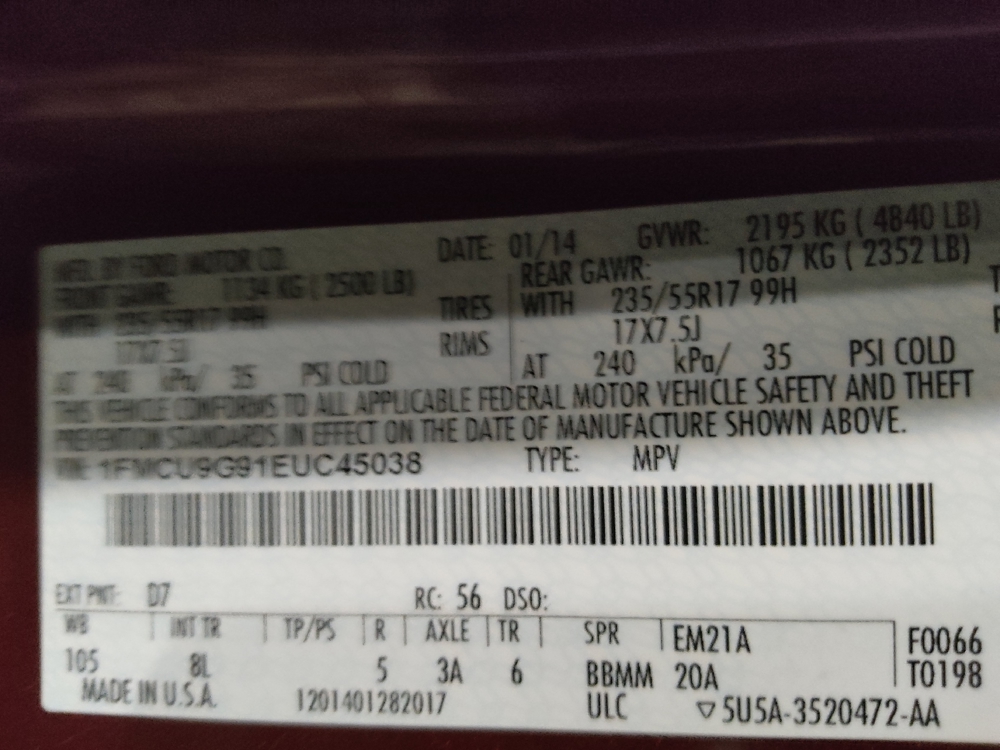 MFD. BY FORD MOTOR CO. DATE: 01/14 GVWR: 2195 KG ( 4840 LB)
FRONT GAWR: 1134 KG ( 2500 LB) REAR GAWR: 1067 KG ( 2352 LB)
WITH 235/55R17 99H TIRES WITH 235/55R17 99H
17X7.5J RIMS 17X7.5J
AT 240 kPa/ 35 PSI COLD AT 240 kPa/ 35 PSI COLD
THIS VEHICLE CONFORMS TO ALL APPLICABLE FEDERAL MOTOR VEHICLE SAFETY AND THEFT
PREVENTION STANDARDS IN EFFECT ON THE DATE OF MANUFACTURE SHOWN ABOVE.
VIN: 1FMCU9G91EUC45038 TYPE: MPV
EXT PNT: D7 RC: 56 DSO:
WB INT TR TP/PS R AXLE TR SPR EM21A F0066
105 8L 5 3A 6 BBMM 20A T0198
MADE IN U.S.A. 1201401282017 ULC ▽5U5A-3520472-AA